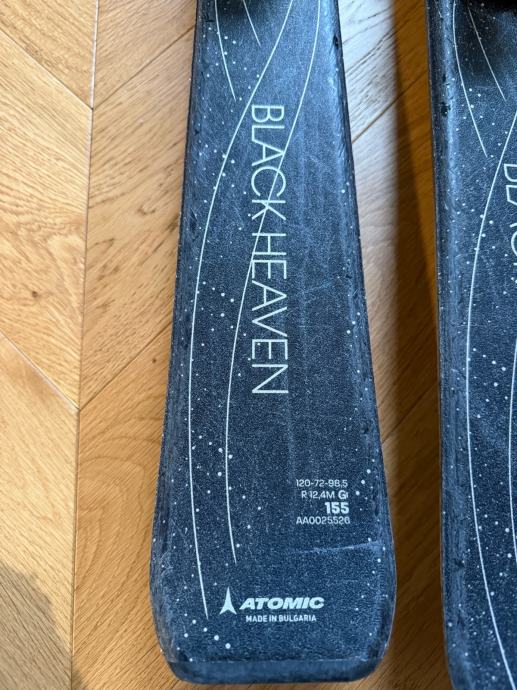 BLACK HEAVEN
120-72-98,5
R 12,4M G
155
AA0025526
ATOMIC
MADE IN BULGARIA